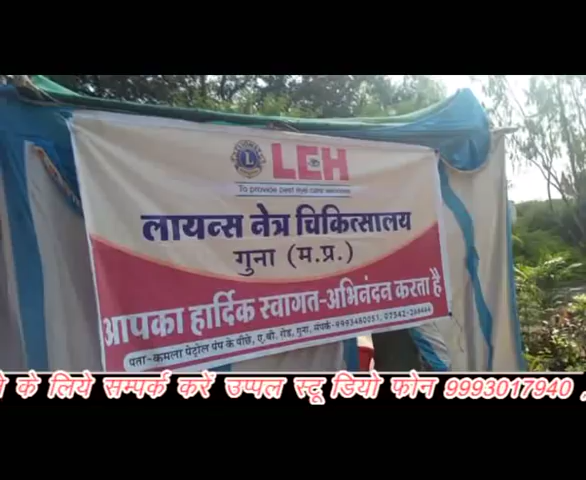 LEH
To provide best eye care services
लायन्स नेत्र चिकित्सालय
गुना (म.प्र.)
आपका हार्दिक स्वागत-अभिनंदन करता है
पता-कमला पेट्रोल पंप के पीछे, ए.बी. रोड, गुना, संपर्क-9993480051, 07542-
के लिये सम्पर्क करें उप्पल स्टू डियो फोन 9993017940